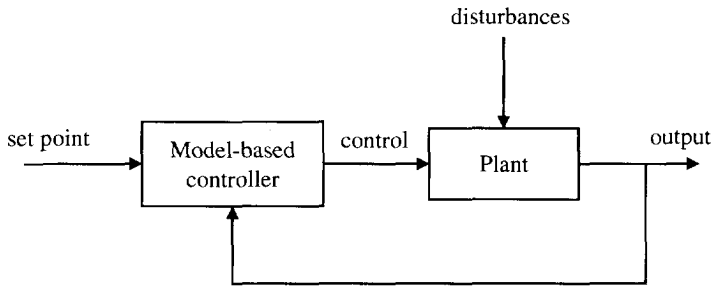 disturbances
set point
Model-based
controller
control
Plant
output